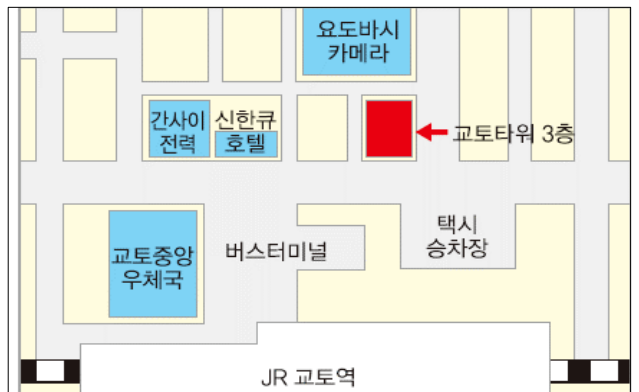 요도바시
카메라
간사이
전력
신한큐
호텔
교토타워 3층
교토중앙
우체국
버스터미널
택시
승차장
JR 교토역